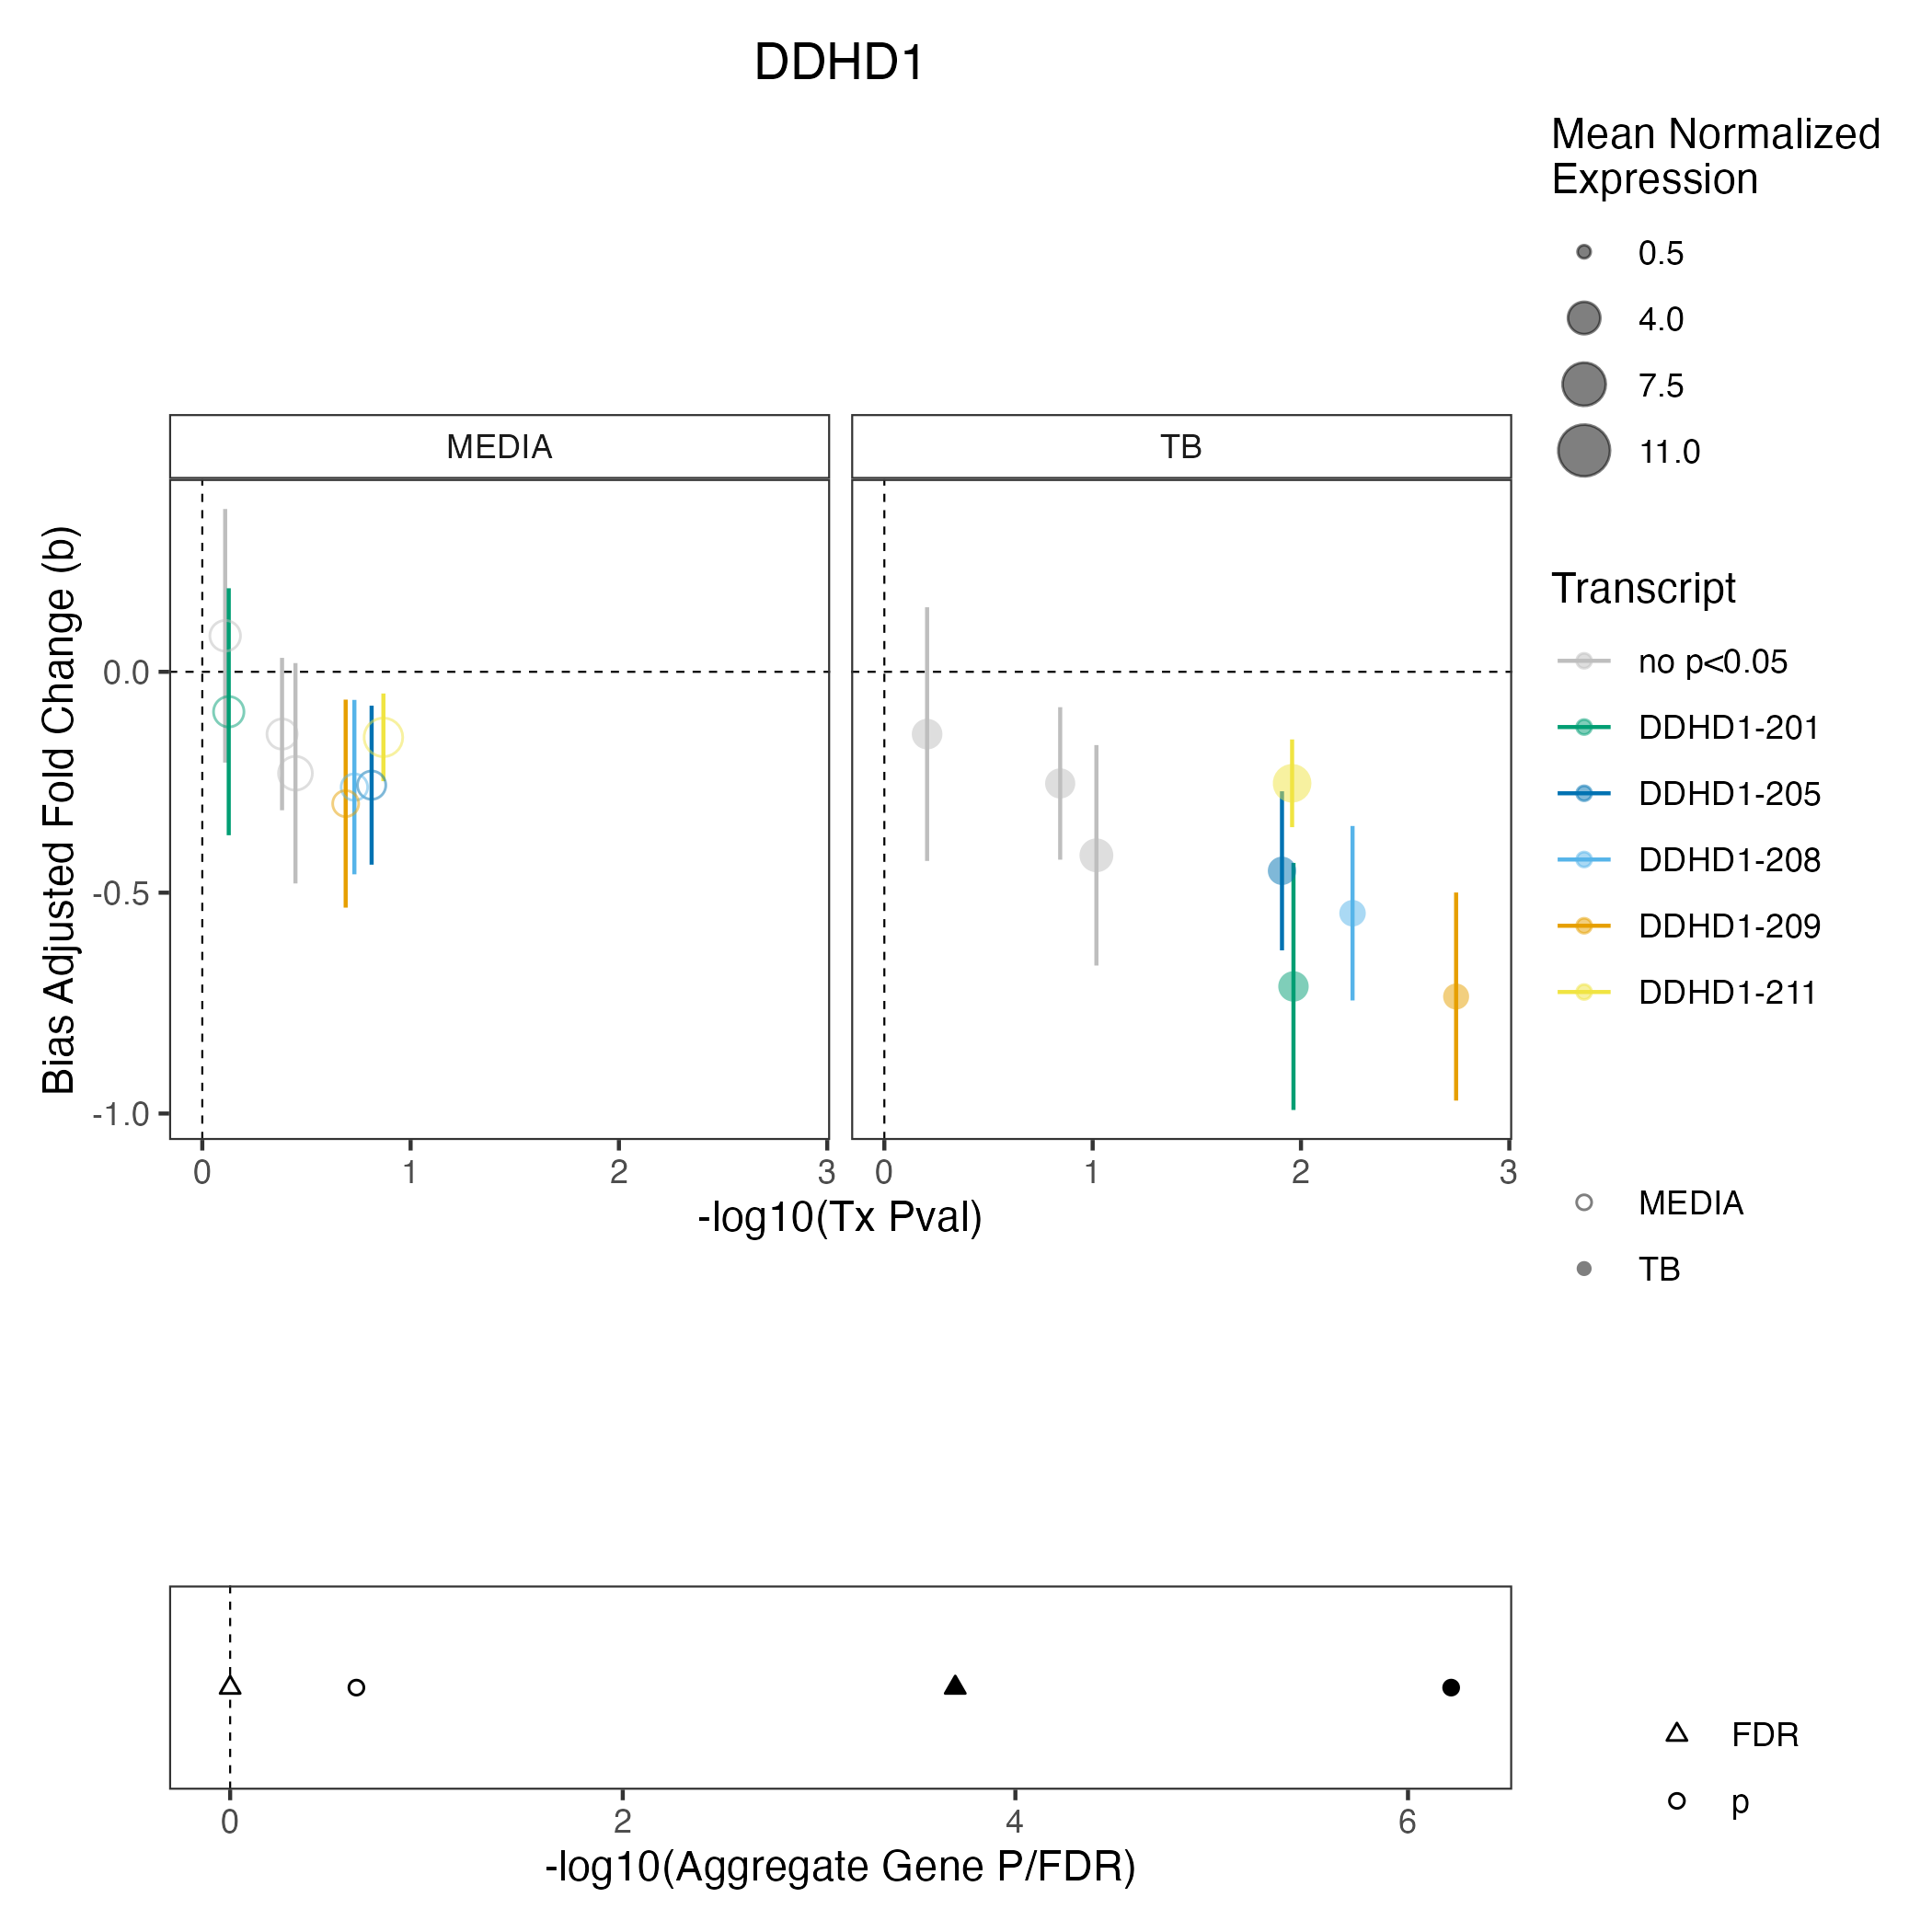 DDHD1
Mean Normalized
Expression
0.5
4.0
7.5
11.0
MEDIA
TB
Bias Adjusted Fold Change (b)
0.0
-0.5
-1.0
0
1
2
3
0
1
2
3
-log10(Tx Pval)
Transcript
no p<0.05
DDHD1-201
DDHD1-205
DDHD1-208
DDHD1-209
DDHD1-211
MEDIA
TB
0
2
4
6
-log10(Aggregate Gene P/FDR)
FDR
p